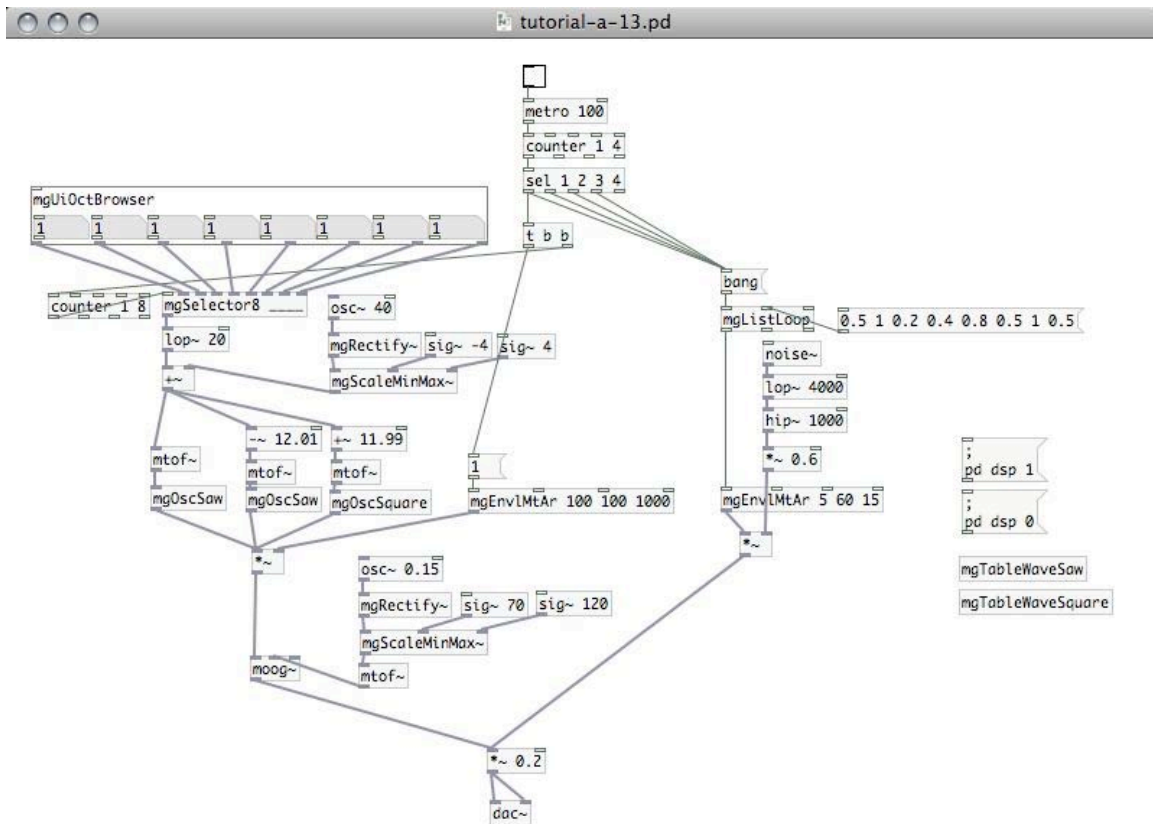 tutorial-a-13.pd
metro 100
counter 1 4
sel 1 2 3 4
mgUiOctBrowser
1 1 1 1 1 1 1 1
t b b
bang
counter 1 8
mgSelector8 ____
osc~ 40
mgListLoop
0.5 1 0.2 0.4 0.8 0.5 1 0.5
lop~ 20
mgRectify~
sig~ -4
sig~ 4
noise~
+~
mgScaleMinMax~
lop~ 4000
hip~ 1000
-~ 12.01
+~ 11.99
mtof~
mtof~
mtof~
1
*~ 0.6
;
pd dsp 1
mgOscSaw
mgOscSaw
mgOscSquare
mgEnvlMtAr 100 100 1000
mgEnvlMtAr 5 60 15
;
pd dsp 0
*~
*~
osc~ 0.15
mgTableWaveSaw
mgRectify~
sig~ 70
sig~ 120
mgTableWaveSquare
mgScaleMinMax~
moog~
mtof~
*~ 0.2
dac~